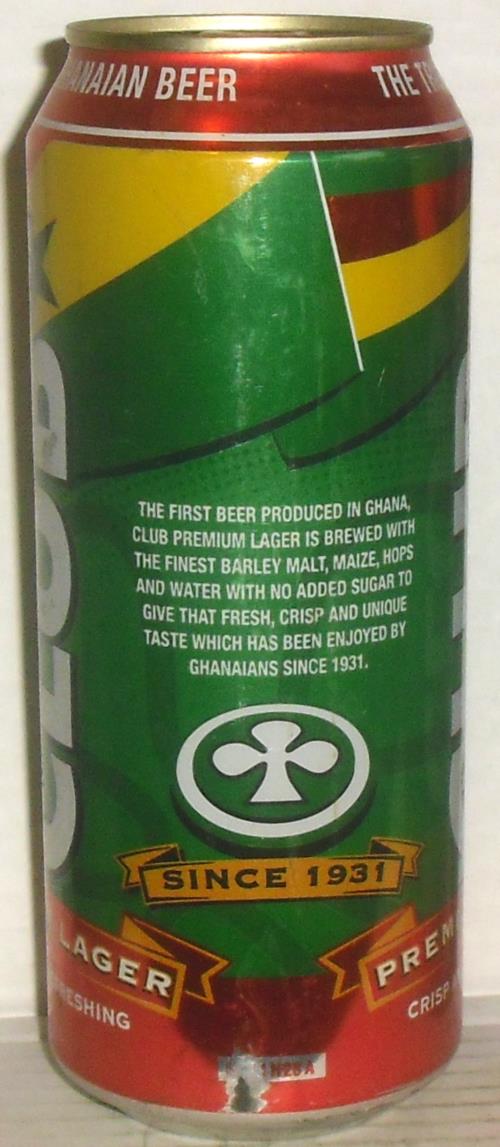 GHANAIAN BEER
THE
THE FIRST BEER PRODUCED IN GHANA,
CLUB PREMIUM LAGER IS BREWED WITH
THE FINEST BARLEY MALT, MAIZE, HOPS
AND WATER WITH NO ADDED SUGAR TO
GIVE THAT FRESH, CRISP AND UNIQUE
TASTE WHICH HAS BEEN ENJOYED BY
GHANAIANS SINCE 1931.
CLUB
SINCE 1931
LAGER
PREM
CRISP